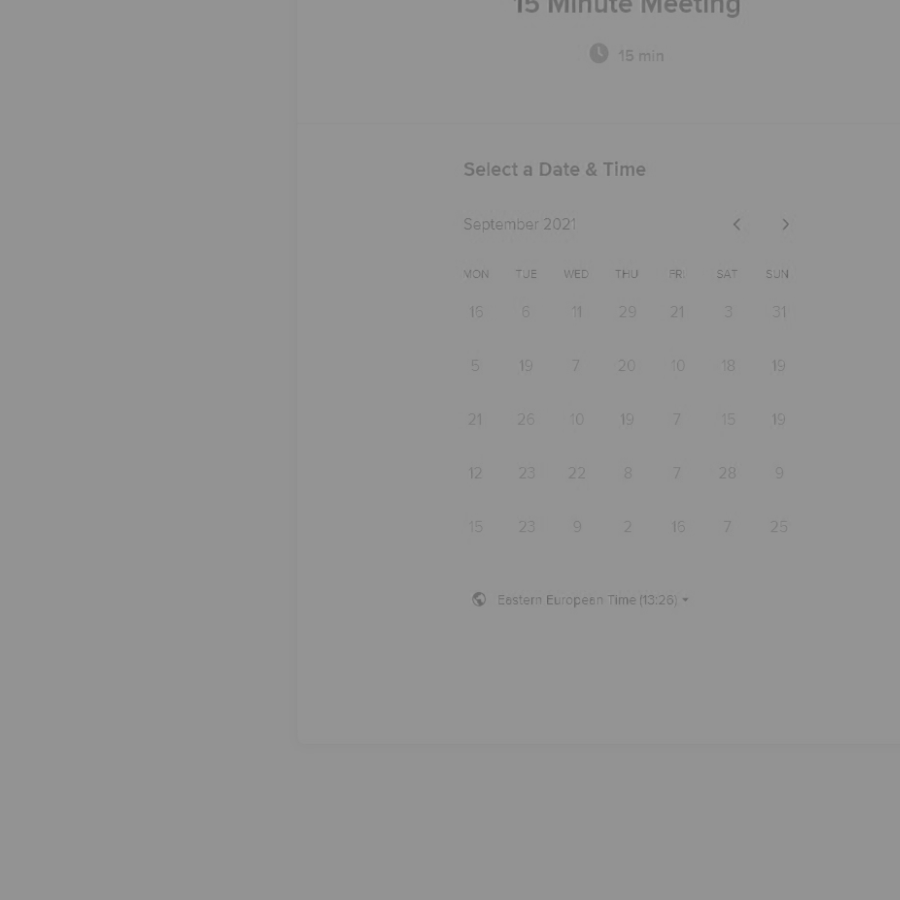 15 Minute Meeting
15 min
Select a Date & Time
September 2021
MON TUE WED THU FRI SAT SUN
16 6 11 29 21 3 31
5 19 7 20 10 18 19
21 26 10 19 7 15 19
12 23 22 8 7 28 9
15 23 9 2 16 7 25
Eastern European Time (13:26)